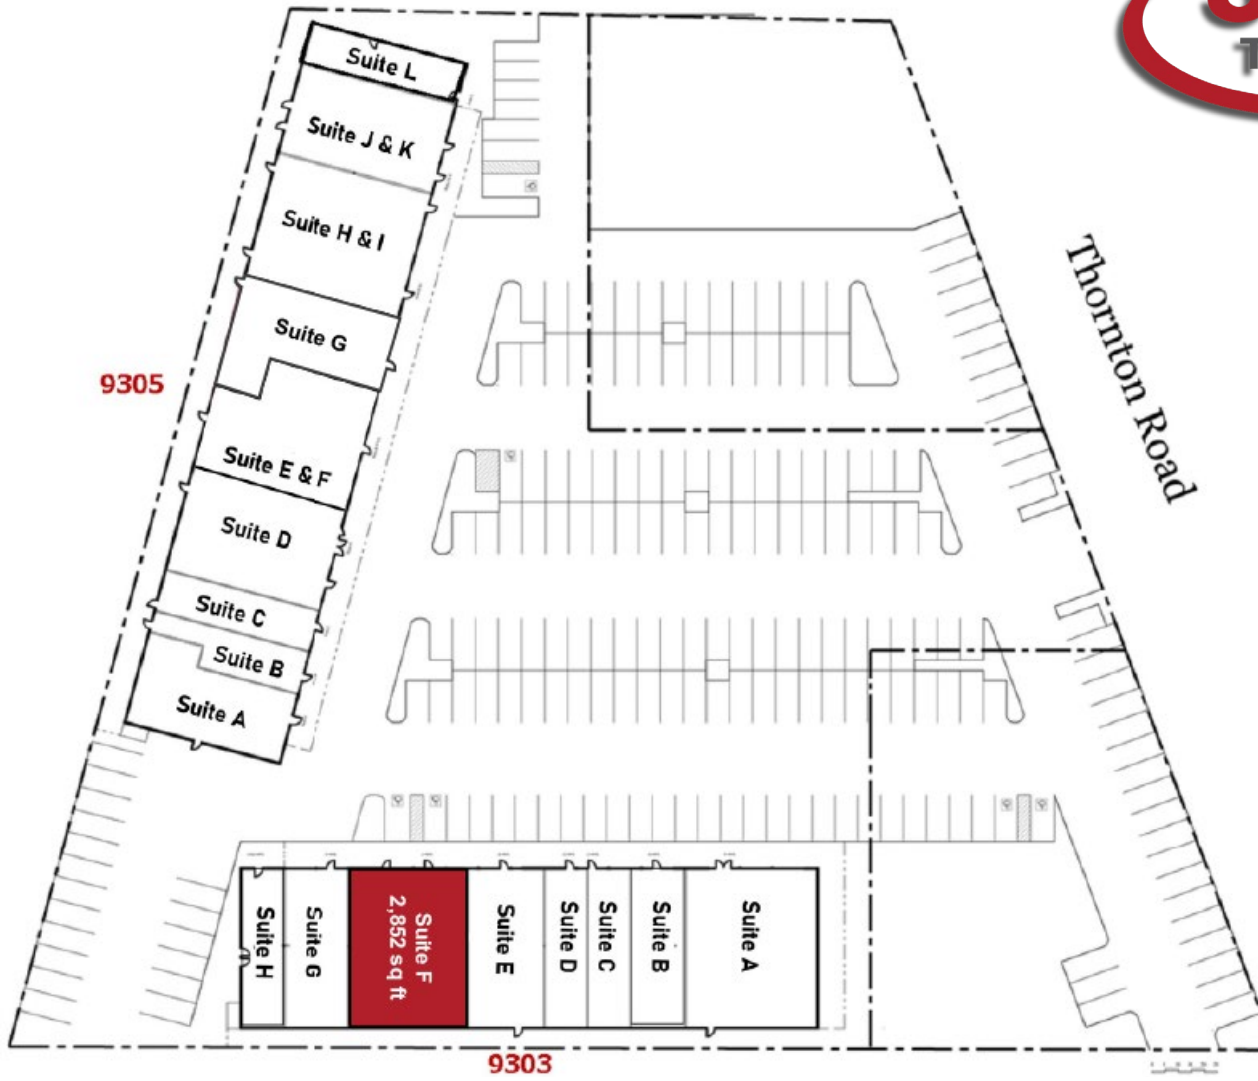 Suite L
Suite J & K
Suite H & I
Suite G
9305
Suite E & F
Suite D
Suite C
Suite B
Suite A
Thornton Road
Suite H
Suite G
Suite F
2,852 sq ft
Suite E
Suite D
Suite C
Suite B
Suite A
9303